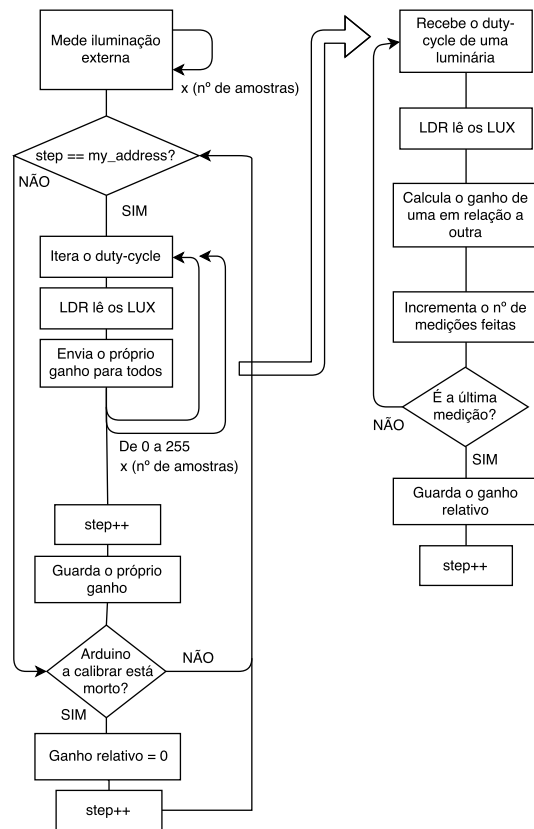 Mede iluminação
externa
x (nº de amostras)
step == my_address?
NÃO
SIM
Itera o duty-cycle
LDR lê os LUX
Envia o próprio
ganho para todos
De 0 a 255
x (nº de amostras)
step++
Guarda o próprio
ganho
Arduino
a calibrar está
morto?
NÃO
SIM
Ganho relativo = 0
step++
Recebe o duty-
cycle de uma
luminária
LDR lê os LUX
Calcula o ganho de
uma em relação a
outra
Incrementa o nº de
medições feitas
É a última
medição?
NÃO
SIM
Guarda o ganho
relativo
step++